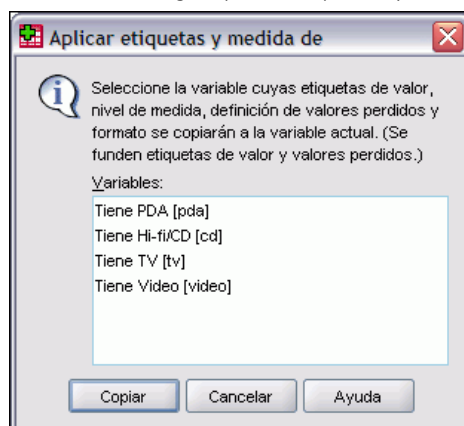 Aplicar etiquetas y medida de
Seleccione la variable cuyas etiquetas de valor,
nivel de medida, definición de valores perdidos y
formato se copiarán a la variable actual. (Se
funden etiquetas de valor y valores perdidos.)
Variables:
Tiene PDA [pda]
Tiene Hi-fi/CD [cd]
Tiene TV [tv]
Tiene Video [video]
Copiar Cancelar Ayuda